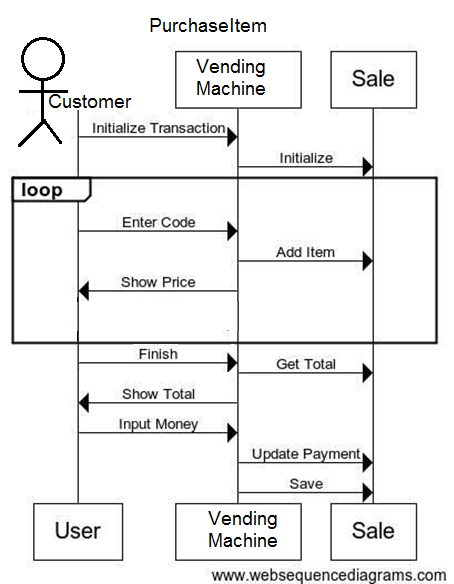 PurchaseItem
Customer
Vending
Machine
Sale
Initialize Transaction
Initialize
loop
Enter Code
Add Item
Show Price
Finish
Get Total
Show Total
Input Money
Update Payment
Save
User
Vending
Machine
Sale
www.websequencediagrams.com